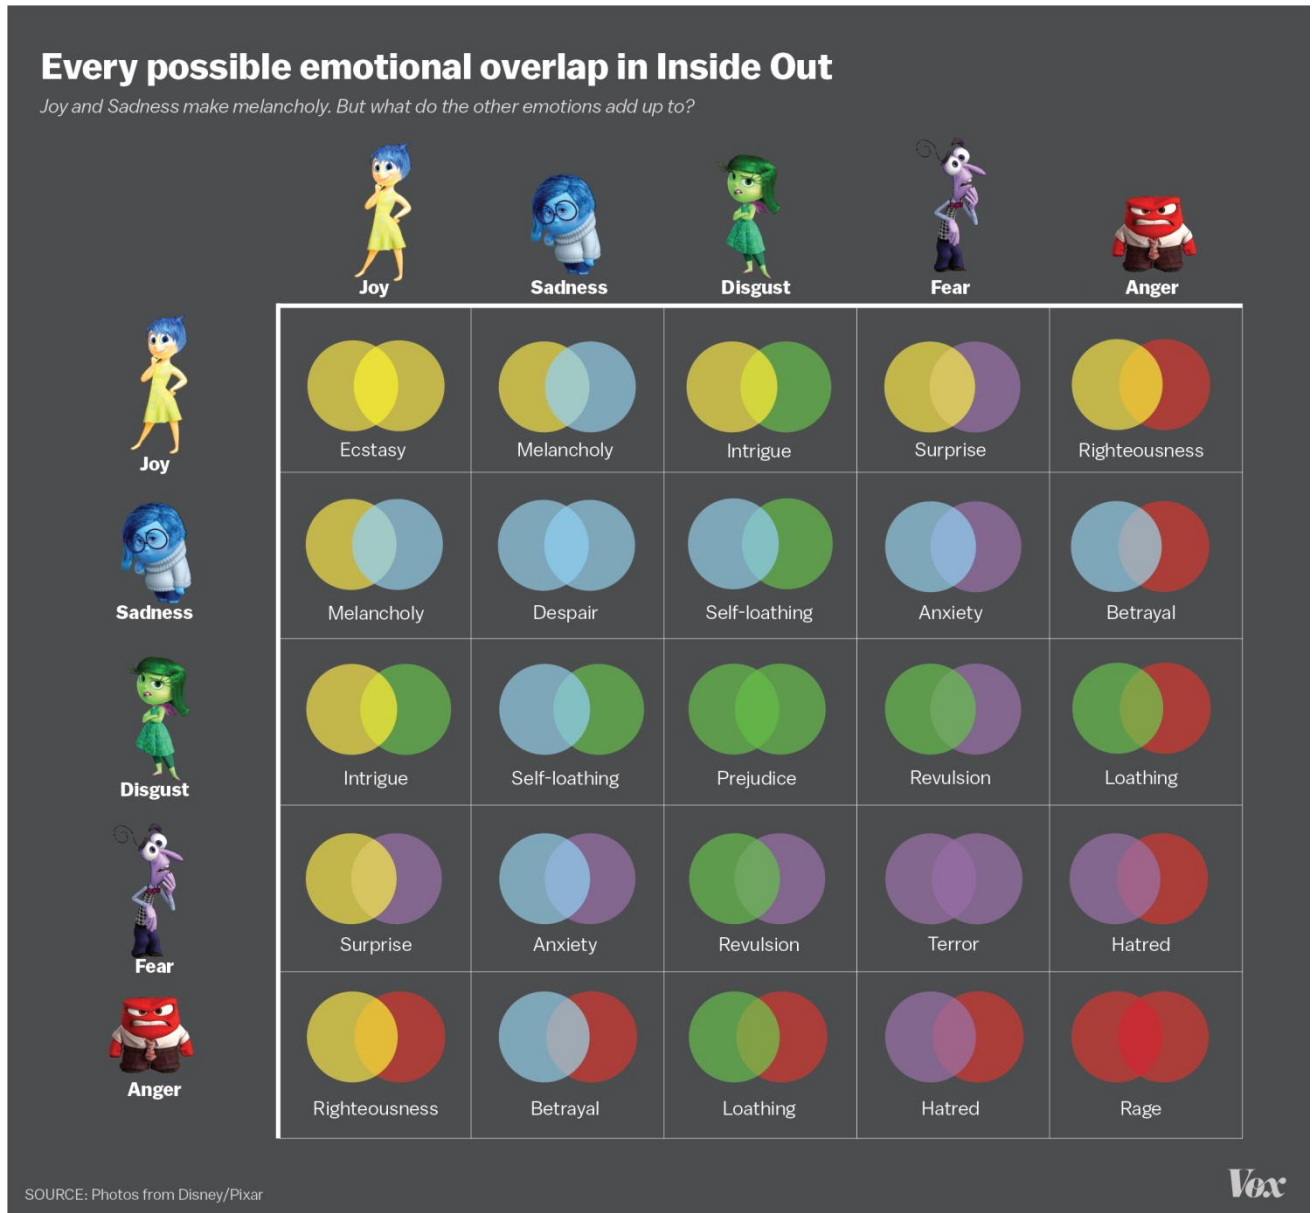 Every possible emotional overlap in Inside Out
Joy and Sadness make melancholy. But what do the other emotions add up to?
Joy Sadness Disgust Fear Anger
Joy
Ecstasy Melancholy Intrigue Surprise Righteousness
Sadness
Melancholy Despair Self-loathing Anxiety Betrayal
Disgust
Intrigue Self-loathing Prejudice Revulsion Loathing
Fear
Surprise Anxiety Revulsion Terror Hatred
Anger
Righteousness Betrayal Loathing Hatred Rage
SOURCE: Photos from Disney/Pixar
Vox